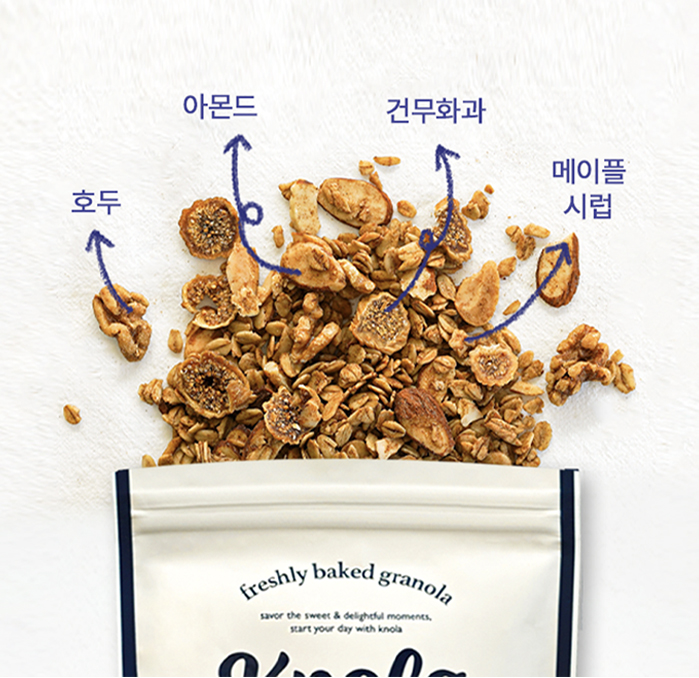 아몬드
건무화과
메이플
시럽
호두
freshly baked granola
savor the sweet & delightful moments,
start your day with knola
Knola